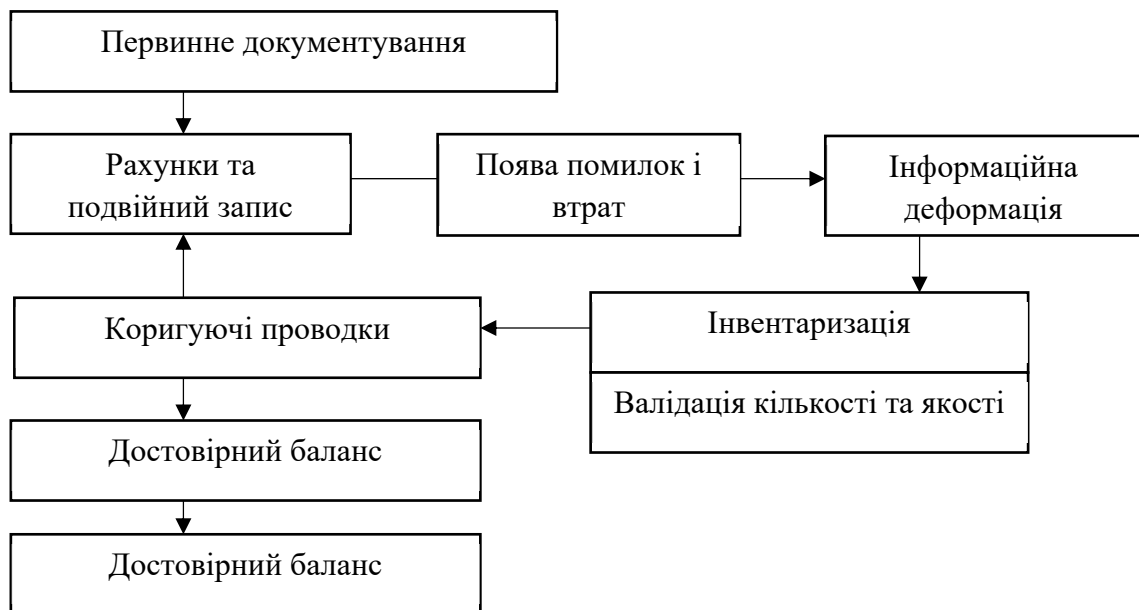 Первинне документування
Рахунки та
подвійний запис
Поява помилок і
втрат
Інформаційна
деформація
Коригуючі проводки
Інвентаризація
Валідація кількості та якості
Достовірний баланс
Достовірний баланс